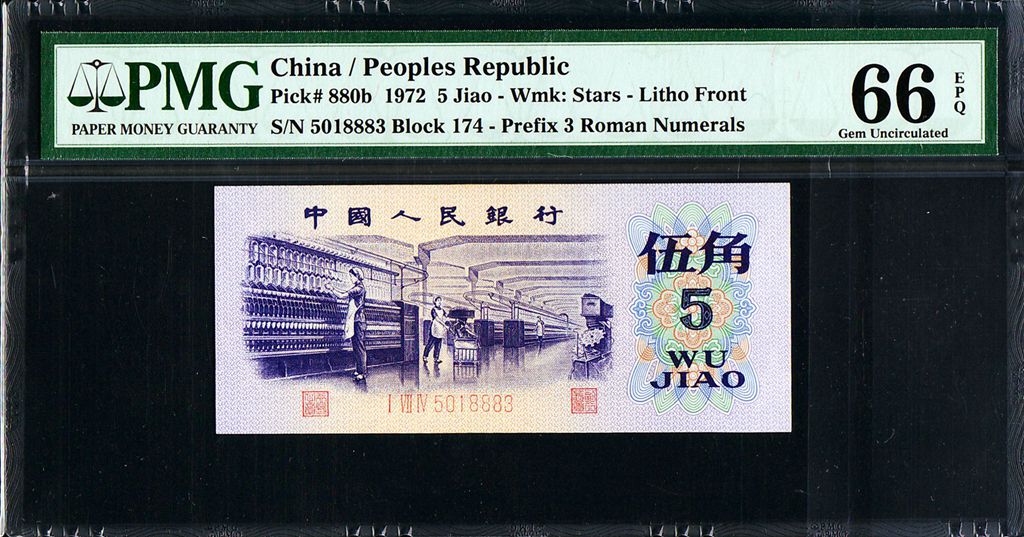 PMG
PAPER MONEY GUARANTY
China / Peoples Republic
Pick# 880b 1972 5 Jiao - Wmk: Stars - Litho Front
S/N 5018883 Block 174 - Prefix 3 Roman Numerals
66
EPQ
Gem Uncirculated
中國人民銀行
伍角
5
WU
JIAO
I VII IV 5018883